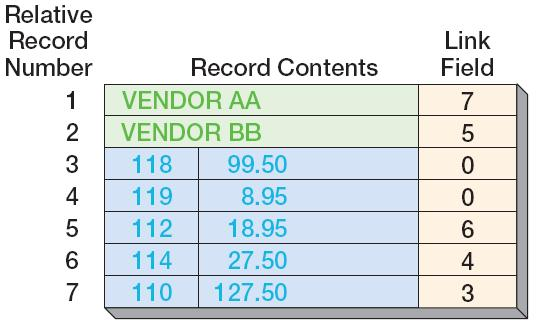 Relative
Record
Number Record Contents Link Field
1 VENDOR AA 7
2 VENDOR BB 5
3 118 99.50 0
4 119 8.95 0
5 112 18.95 6
6 114 27.50 4
7 110 127.50 3